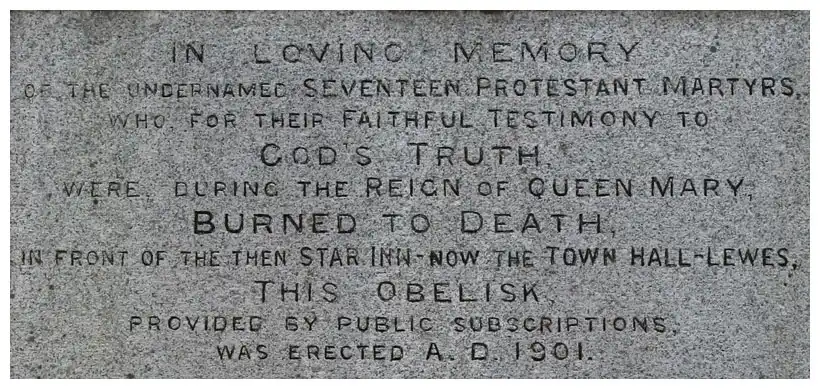 IN LOVING MEMORY
OF THE UNDERNAMED SEVENTEEN PROTESTANT MARTYRS,
WHO, FOR THEIR FAITHFUL TESTIMONY TO
GOD'S TRUTH,
WERE, DURING THE REIGN OF QUEEN MARY,
BURNED TO DEATH,
IN FRONT OF THE THEN STAR INN-NOW THE TOWN HALL-LEWES,
THIS OBELISK,
PROVIDED BY PUBLIC SUBSCRIPTIONS,
WAS ERECTED A. D. 1901.